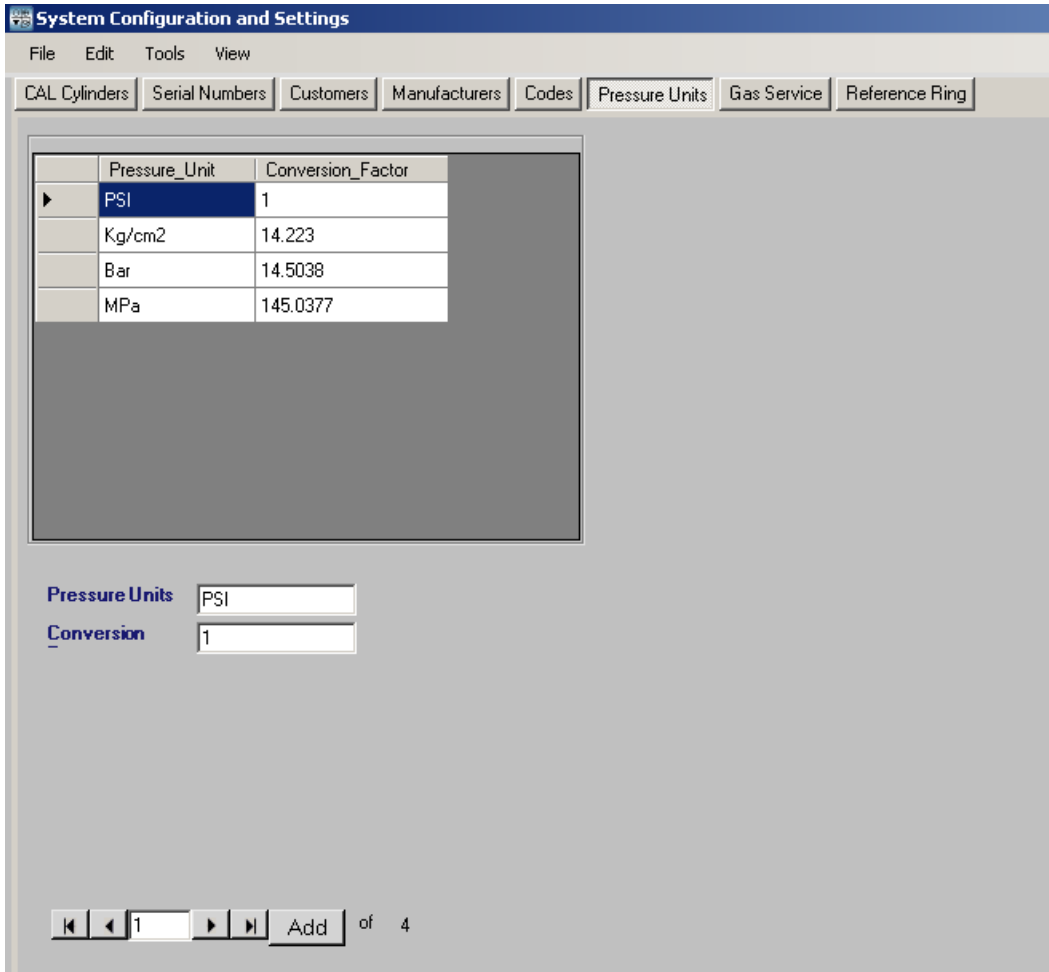 System Configuration and Settings
File Edit Tools View
CAL Cylinders Serial Numbers Customers Manufacturers Codes Pressure Units Gas Service Reference Ring
Pressure_Unit Conversion_Factor
PSI 1
Kg/cm2 14.223
Bar 14.5038
MPa 145.0377
Pressure Units PSI
Conversion 1
1 Add of 4